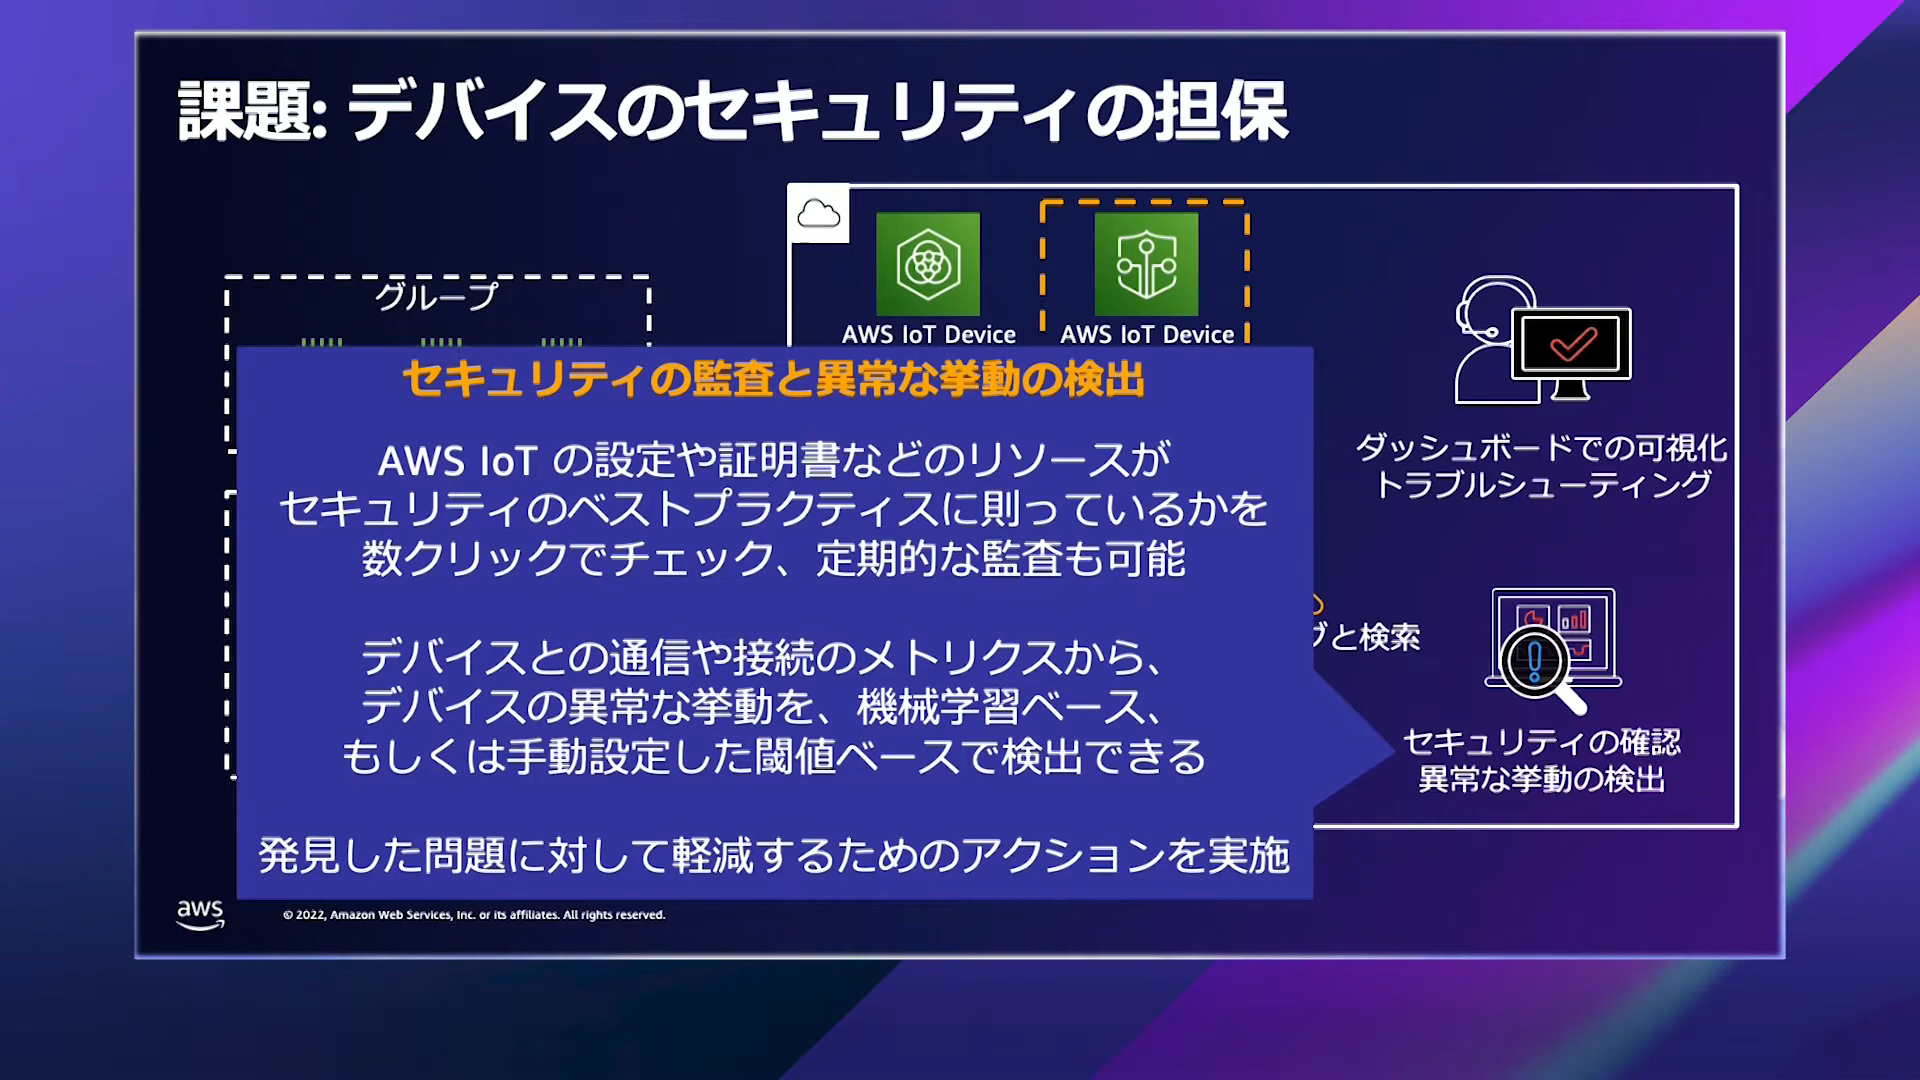 課題: デバイスのセキュリティの担保
グループ
AWS IoT Device
AWS IoT Device
セキュリティの監査と異常な挙動の検出
AWS IoT の設定や証明書などのリソースが
セキュリティのベストプラクティスに則っているかを
数クリックでチェック、定期的な監査も可能
デバイスとの通信や接続のメトリクスから、
デバイスの異常な挙動を、機械学習ベース、
もしくは手動設定した閾値ベースで検出できる
発見した問題に対して軽減するためのアクションを実施
ダッシュボードでの可視化
トラブルシューティング
と検索
セキュリティの確認
異常な挙動の検出
aws
© 2022, Amazon Web Services, Inc. or its affiliates. All rights reserved.